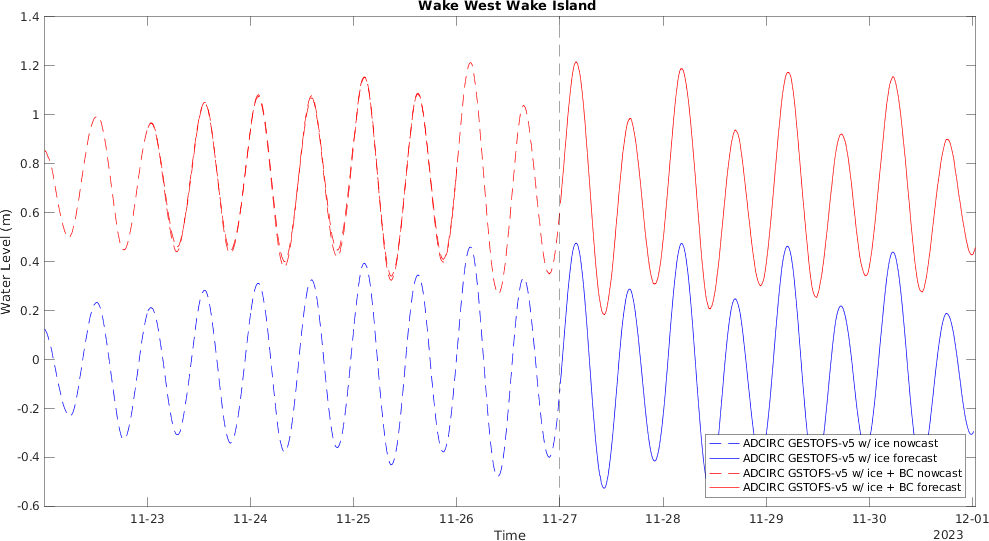 Wake West Wake Island
1.4
1.2
1
0.8
0.6
0.4
0.2
0
-0.2
-0.4
-0.6
Water Level (m)
ADCIRC GESTOFS-v5 w/ ice nowcast
ADCIRC GESTOFS-v5 w/ ice forecast
ADCIRC GSTOFS-v5 w/ ice + BC nowcast
ADCIRC GSTOFS-v5 w/ ice + BC forecast
11-23 11-24 11-25 11-26 11-27 11-28 11-29 11-30 12-01
Time
2023